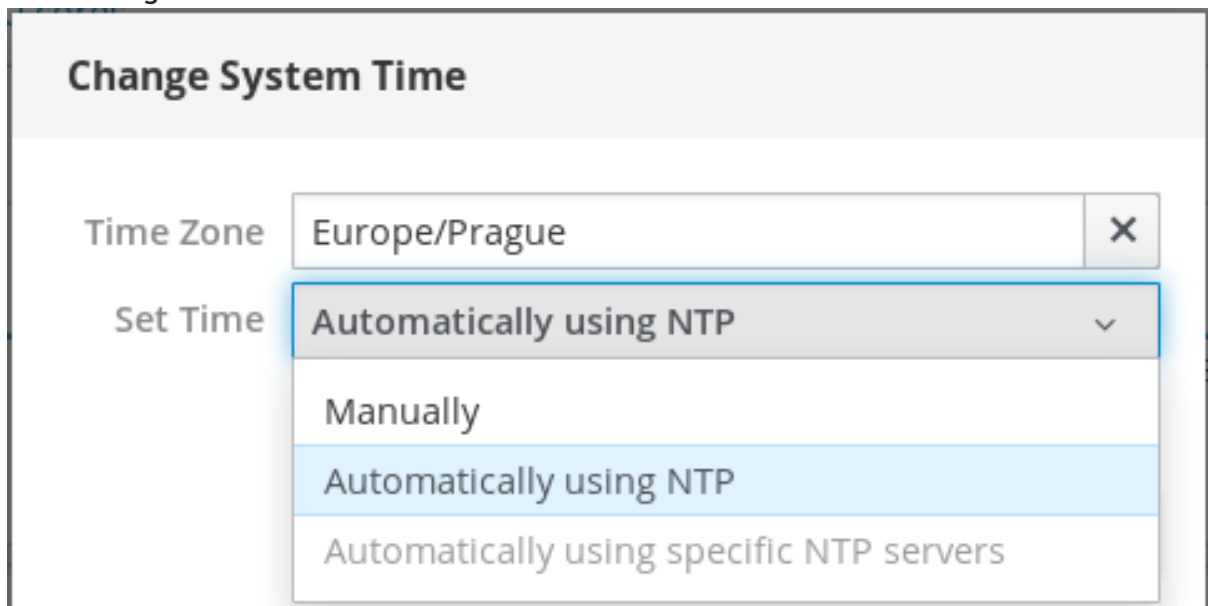 Change System Time
Time Zone Europe/Prague
Set Time Automatically using NTP
Manually
Automatically using NTP
Automatically using specific NTP servers